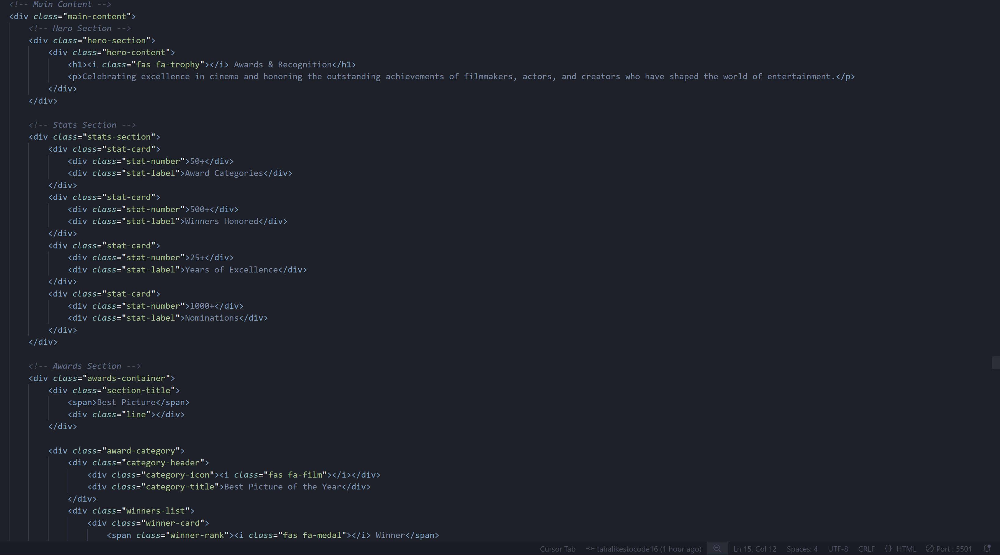 <!-- Main Content -->
<div class="main-content">
<!-- Hero Section -->
<div class="hero-section">
<div class="hero-content">
<h1><i class="fas fa-trophy"></i> Awards & Recognition</h1>
<p>Celebrating excellence in cinema and honoring the outstanding achievements of filmmakers, actors, and creators who have shaped the world of entertainment.</p>
</div>
</div>
<!-- Stats Section -->
<div class="stats-section">
<div class="stat-card">
<div class="stat-number">50+</div>
<div class="stat-label">Award Categories</div>
</div>
<div class="stat-card">
<div class="stat-number">500+</div>
<div class="stat-label">Winners Honored</div>
</div>
<div class="stat-card">
<div class="stat-number">25+</div>
<div class="stat-label">Years of Excellence</div>
</div>
<div class="stat-card">
<div class="stat-number">1000+</div>
<div class="stat-label">Nominations</div>
</div>
</div>
<!-- Awards Section -->
<div class="awards-container">
<div class="section-title">
<span>Best Picture</span>
<div class="line"></div>
</div>
<div class="award-category">
<div class="category-header">
<div class="category-icon"><i class="fas fa-film"></i></div>
<div class="category-title">Best Picture of the Year</div>
</div>
<div class="winners-list">
<div class="winner-card">
<span class="winner-rank"><i class="fas fa-medal"></i> Winner</span>
Cursor Tab tahalikestocode16 (1 hour ago) Ln 15, Col 12 Spaces: 4 UTF-8 CRLF {} HTML Port : 5501